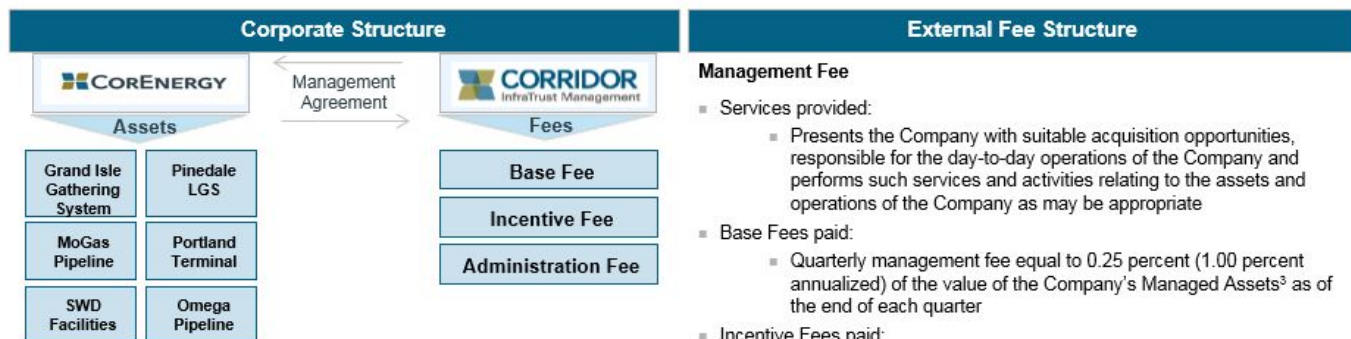 Corporate Structure
CORENERGY
Management
Agreement
CORRIDOR
InfraTrust Management
Assets
Fees
Grand Isle
Gathering
System
Pinedale
LGS
MoGas
Pipeline
Portland
Terminal
SWD
Facilities
Omega
Pipeline
Base Fee
Incentive Fee
Administration Fee
External Fee Structure
Management Fee
Services provided:
Presents the Company with suitable acquisition opportunities,
responsible for the day-to-day operations of the Company and
performs such services and activities relating to the assets and
operations of the Company as may be appropriate
Base Fees paid:
Quarterly management fee equal to 0.25 percent (1.00 percent
annualized) of the value of the Company's Managed Assets³ as of
the end of each quarter
Incentive Fees paid: